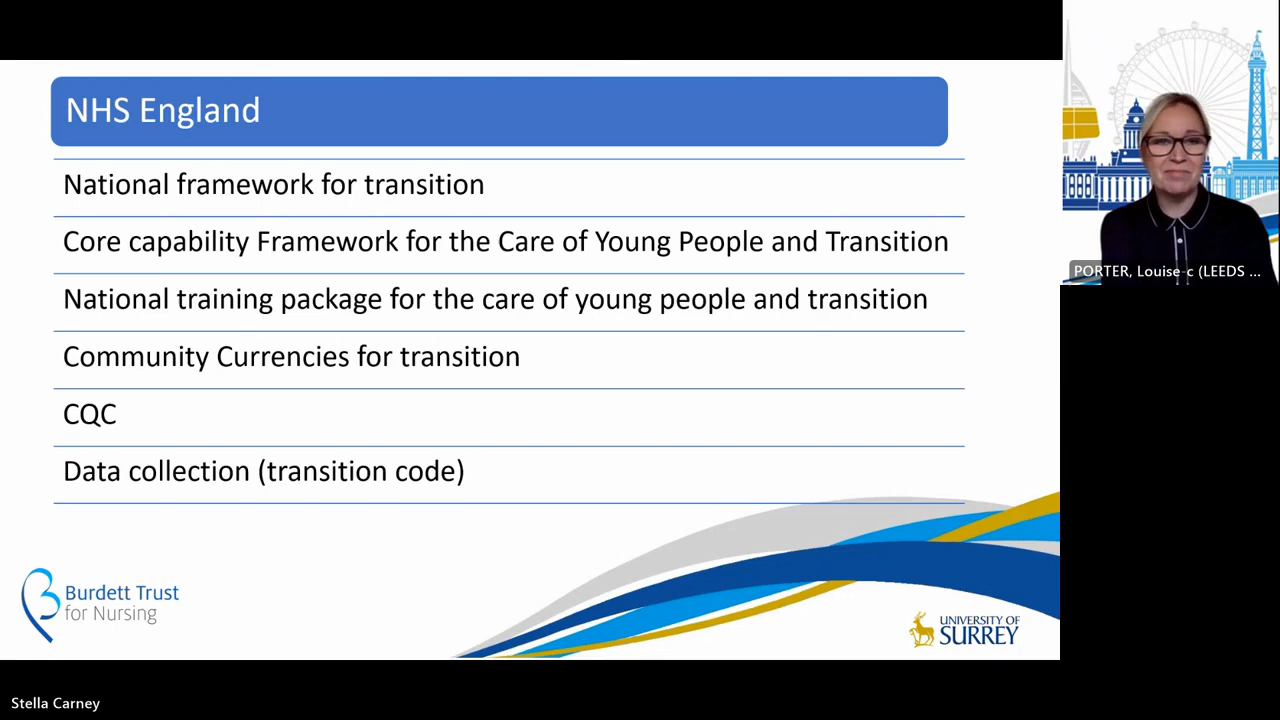 NHS England
National framework for transition
Core capability Framework for the Care of Young People and Transition
National training package for the care of young people and transition
Community Currencies for transition
CQC
Data collection (transition code)
Burdett Trust
for Nursing
UNIVERSITY OF
SURREY
PORTER, Louise-c (LEEDS ...
Stella Carney